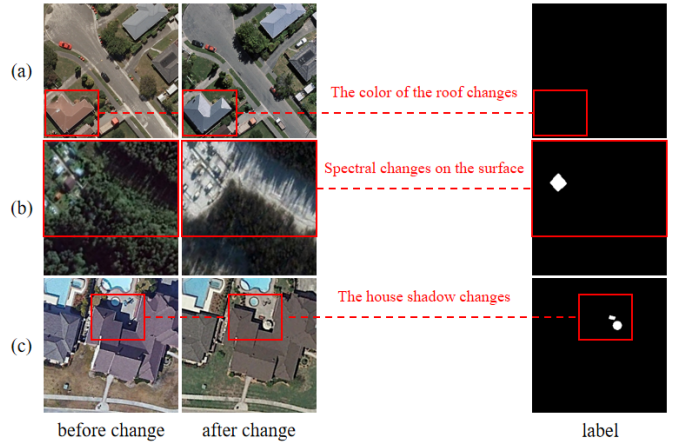 (a)
The color of the roof changes
Spectral changes on the surface
(b)
The house shadow changes
(c)
before change
after change
label